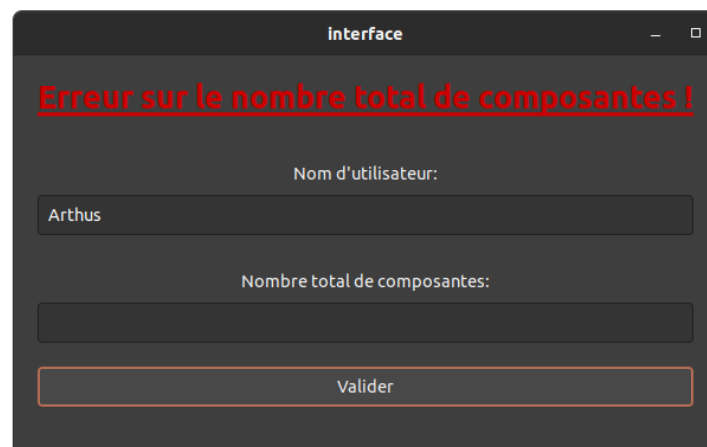 interface
Erreur sur le nombre total de composantes !
Nom d'utilisateur:
Arthus
Nombre total de composantes:
Valider